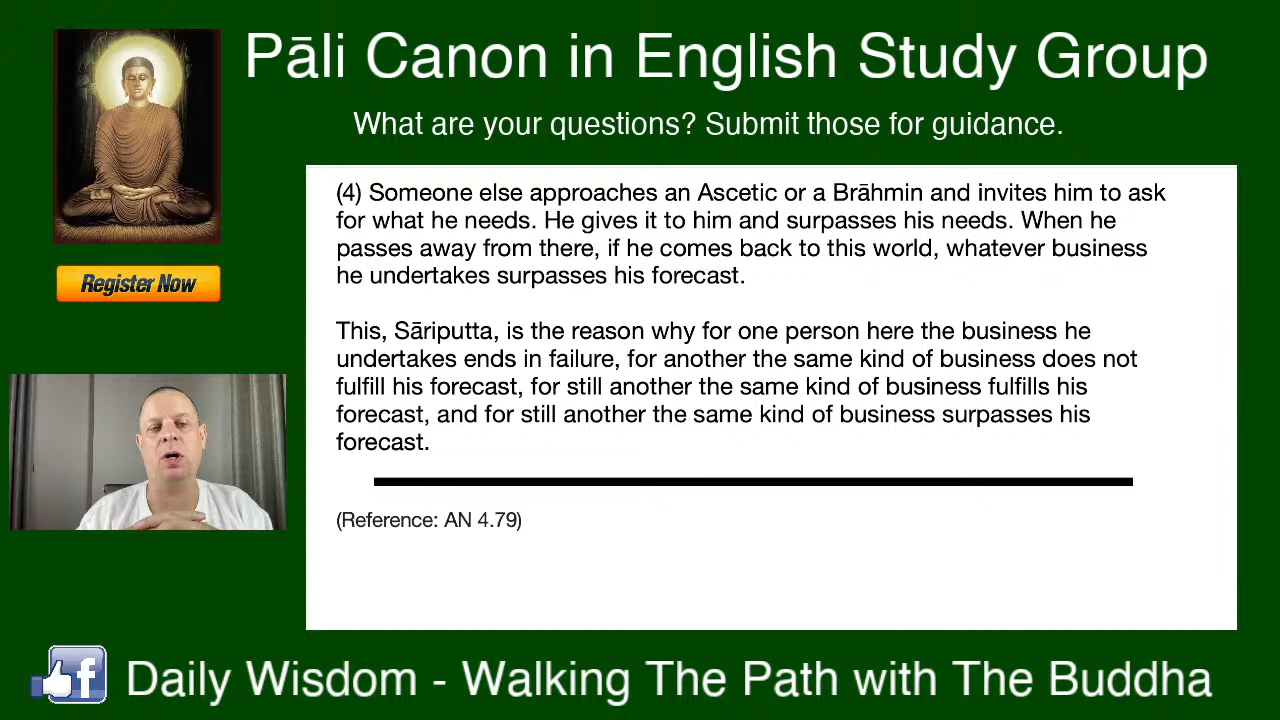 Pāli Canon in English Study Group
What are your questions? Submit those for guidance.
(4) Someone else approaches an Ascetic or a Brāhmin and invites him to ask
for what he needs. He gives it to him and surpasses his needs. When he
passes away from there, if he comes back to this world, whatever business
he undertakes surpasses his forecast.
This, Sāriputta, is the reason why for one person here the business he
undertakes ends in failure, for another the same kind of business does not
fulfill his forecast, for still another the same kind of business fulfills his
forecast, and for still another the same kind of business surpasses his
forecast.
(Reference: AN 4.79)
Register Now
f
Daily Wisdom - Walking The Path with The Buddha